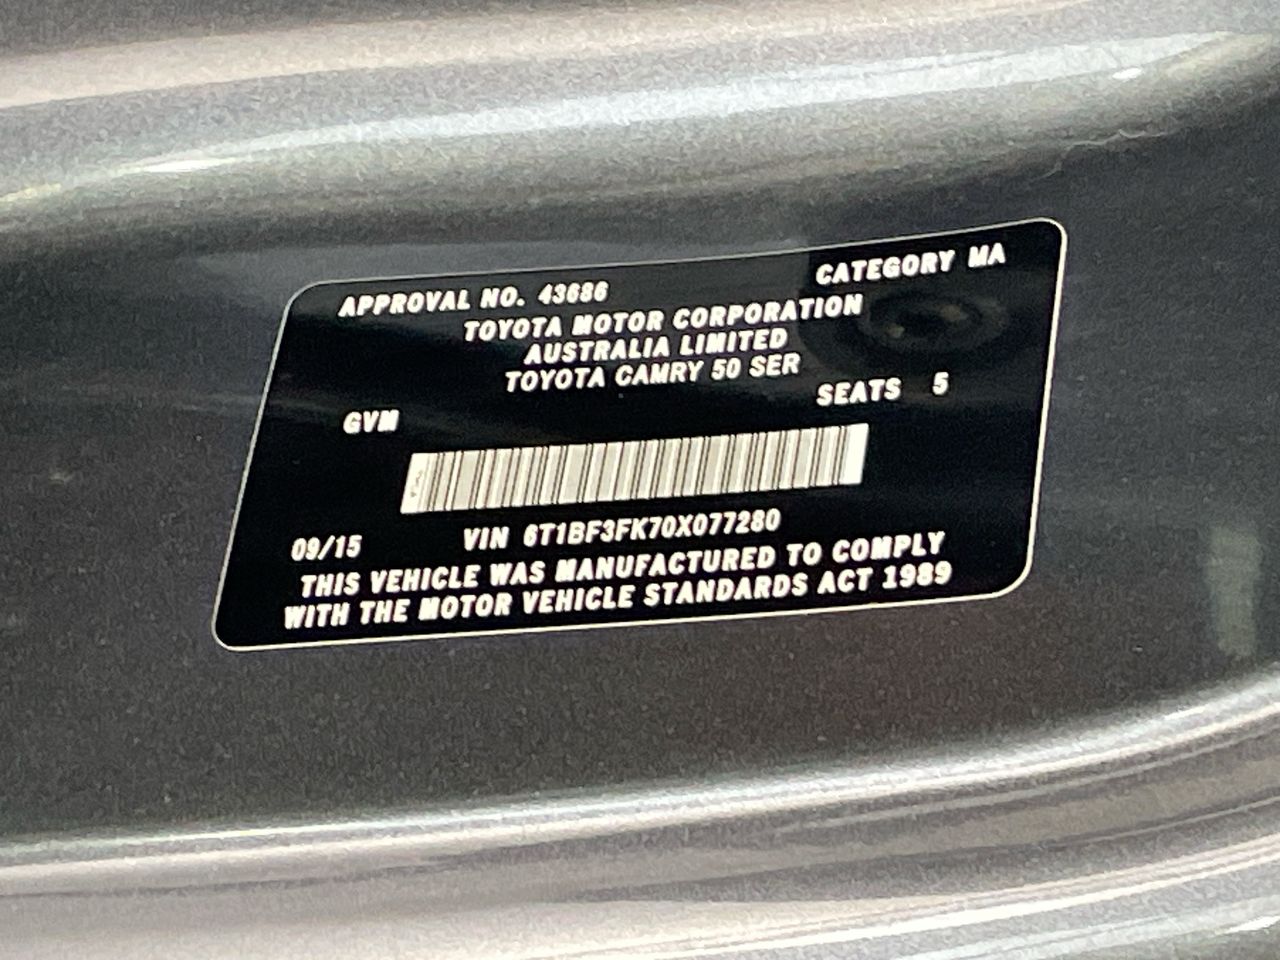 APPROVAL NO. 43686 CATEGORY MA
TOYOTA MOTOR CORPORATION
AUSTRALIA LIMITED
TOYOTA CAMRY 50 SER
GVM SEATS 5
09/15 VIN 6T1BF3FK70X077280
THIS VEHICLE WAS MANUFACTURED TO COMPLY
WITH THE MOTOR VEHICLE STANDARDS ACT 1989